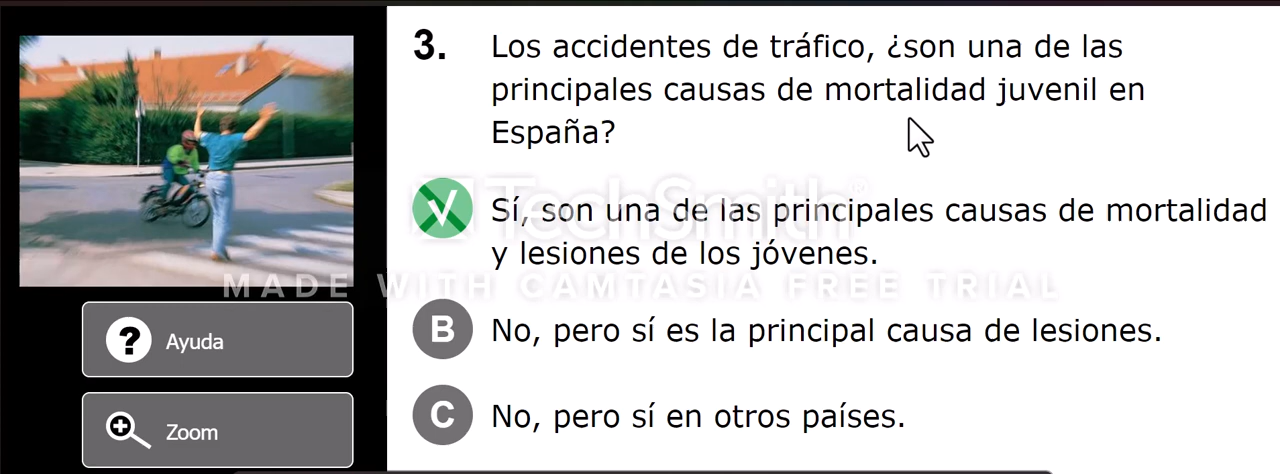 3. Los accidentes de tráfico, ¿son una de las
principales causas de mortalidad juvenil en
España?
TechSmith®
Sí, son una de las principales causas de mortalidad
y lesiones de los jóvenes.
MADE WITH CAMTASIA FREE TRIAL
B No, pero sí es la principal causa de lesiones.
C No, pero sí en otros países.
? Ayuda
Zoom